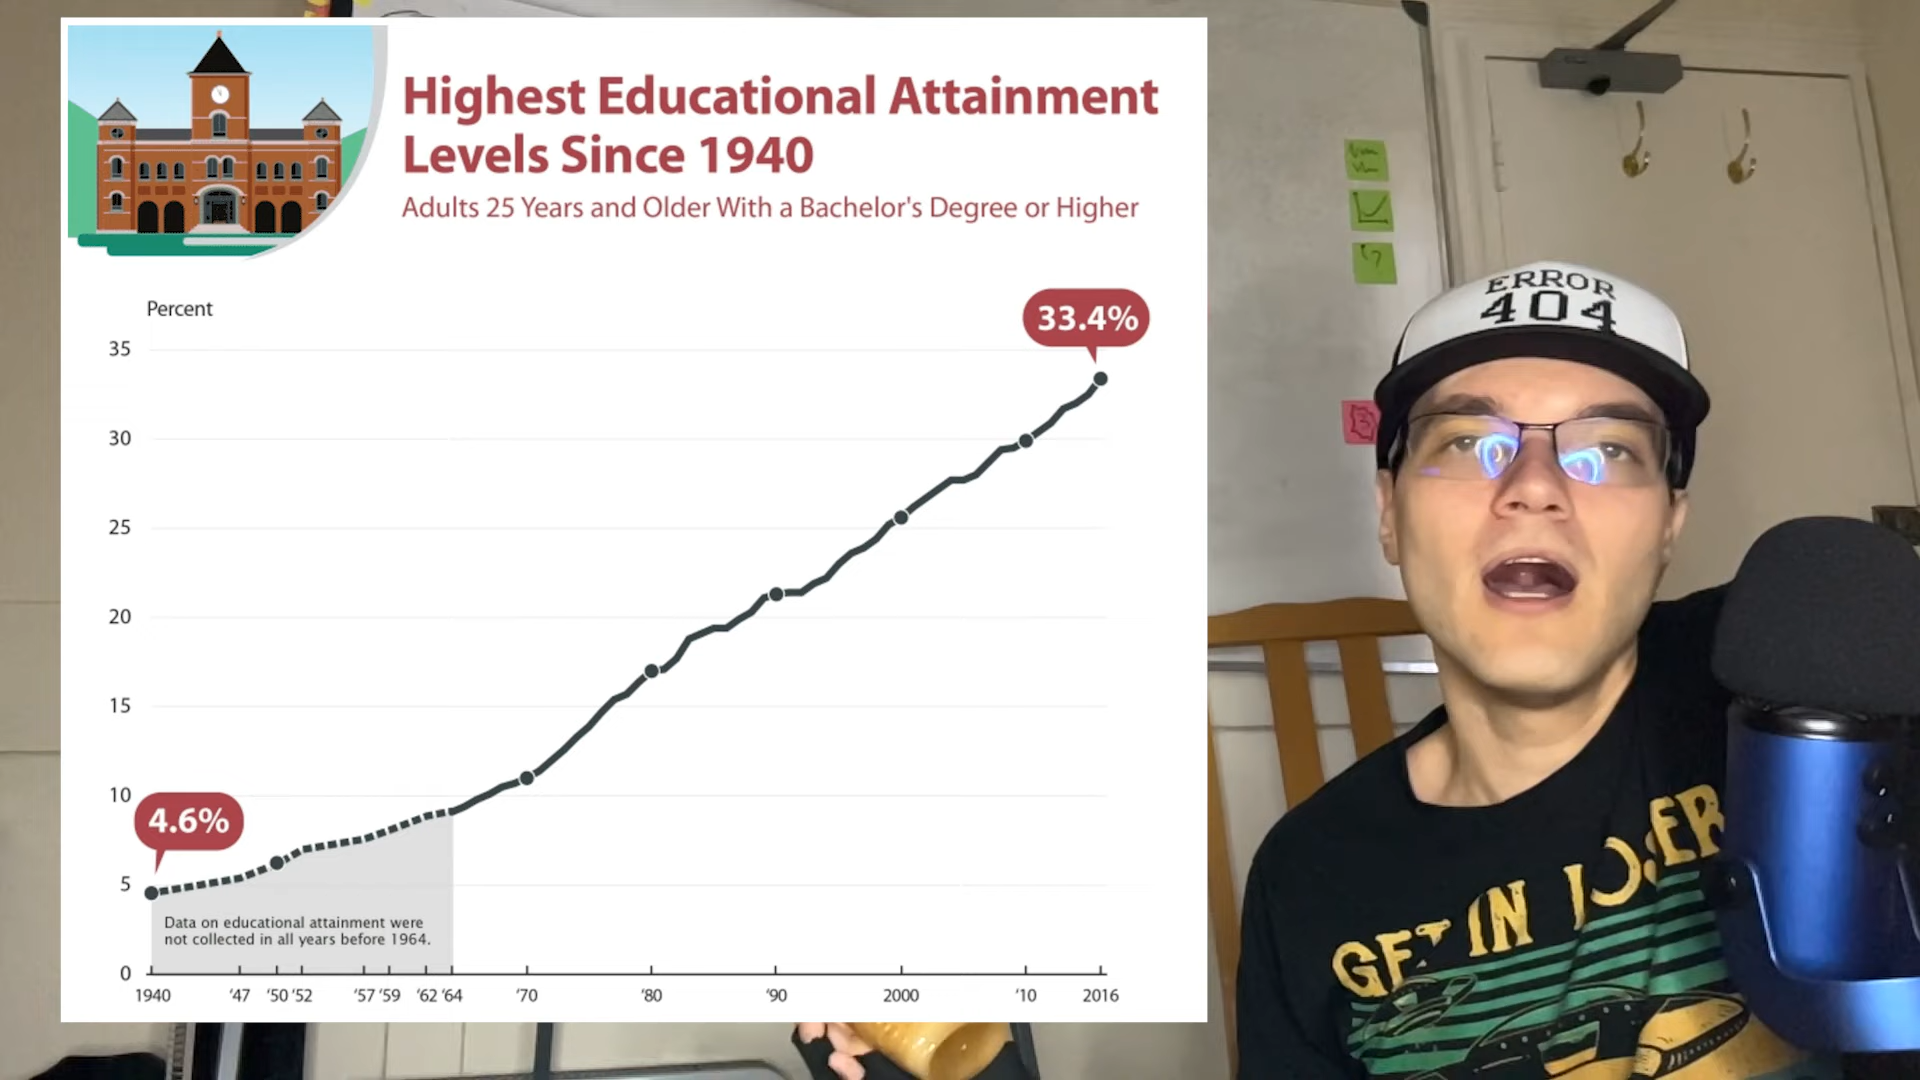 Highest Educational Attainment
Levels Since 1940
Adults 25 Years and Older With a Bachelor's Degree or Higher
Percent
33.4%
35
30
25
20
15
10
4.6%
5
Data on educational attainment were
not collected in all years before 1964.
0
1940 '47 '50 '52 '57 '59 '62 '64 '70 '80 '90 2000 '10 2016
ERROR
404
3
GET IN LOSER